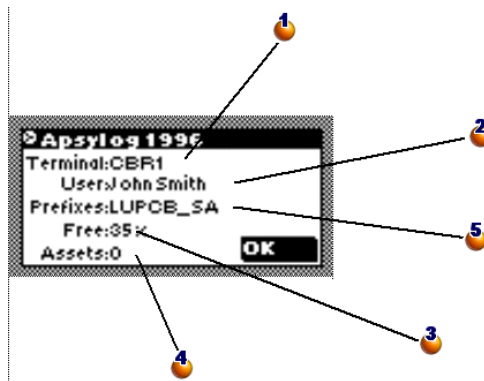 1
© Apsylog 1996
Terminal:CBR1
2
User:John Smith
Prefixes:LUPCB_SA
5
Free:35%
Assets:0
OK
3
4